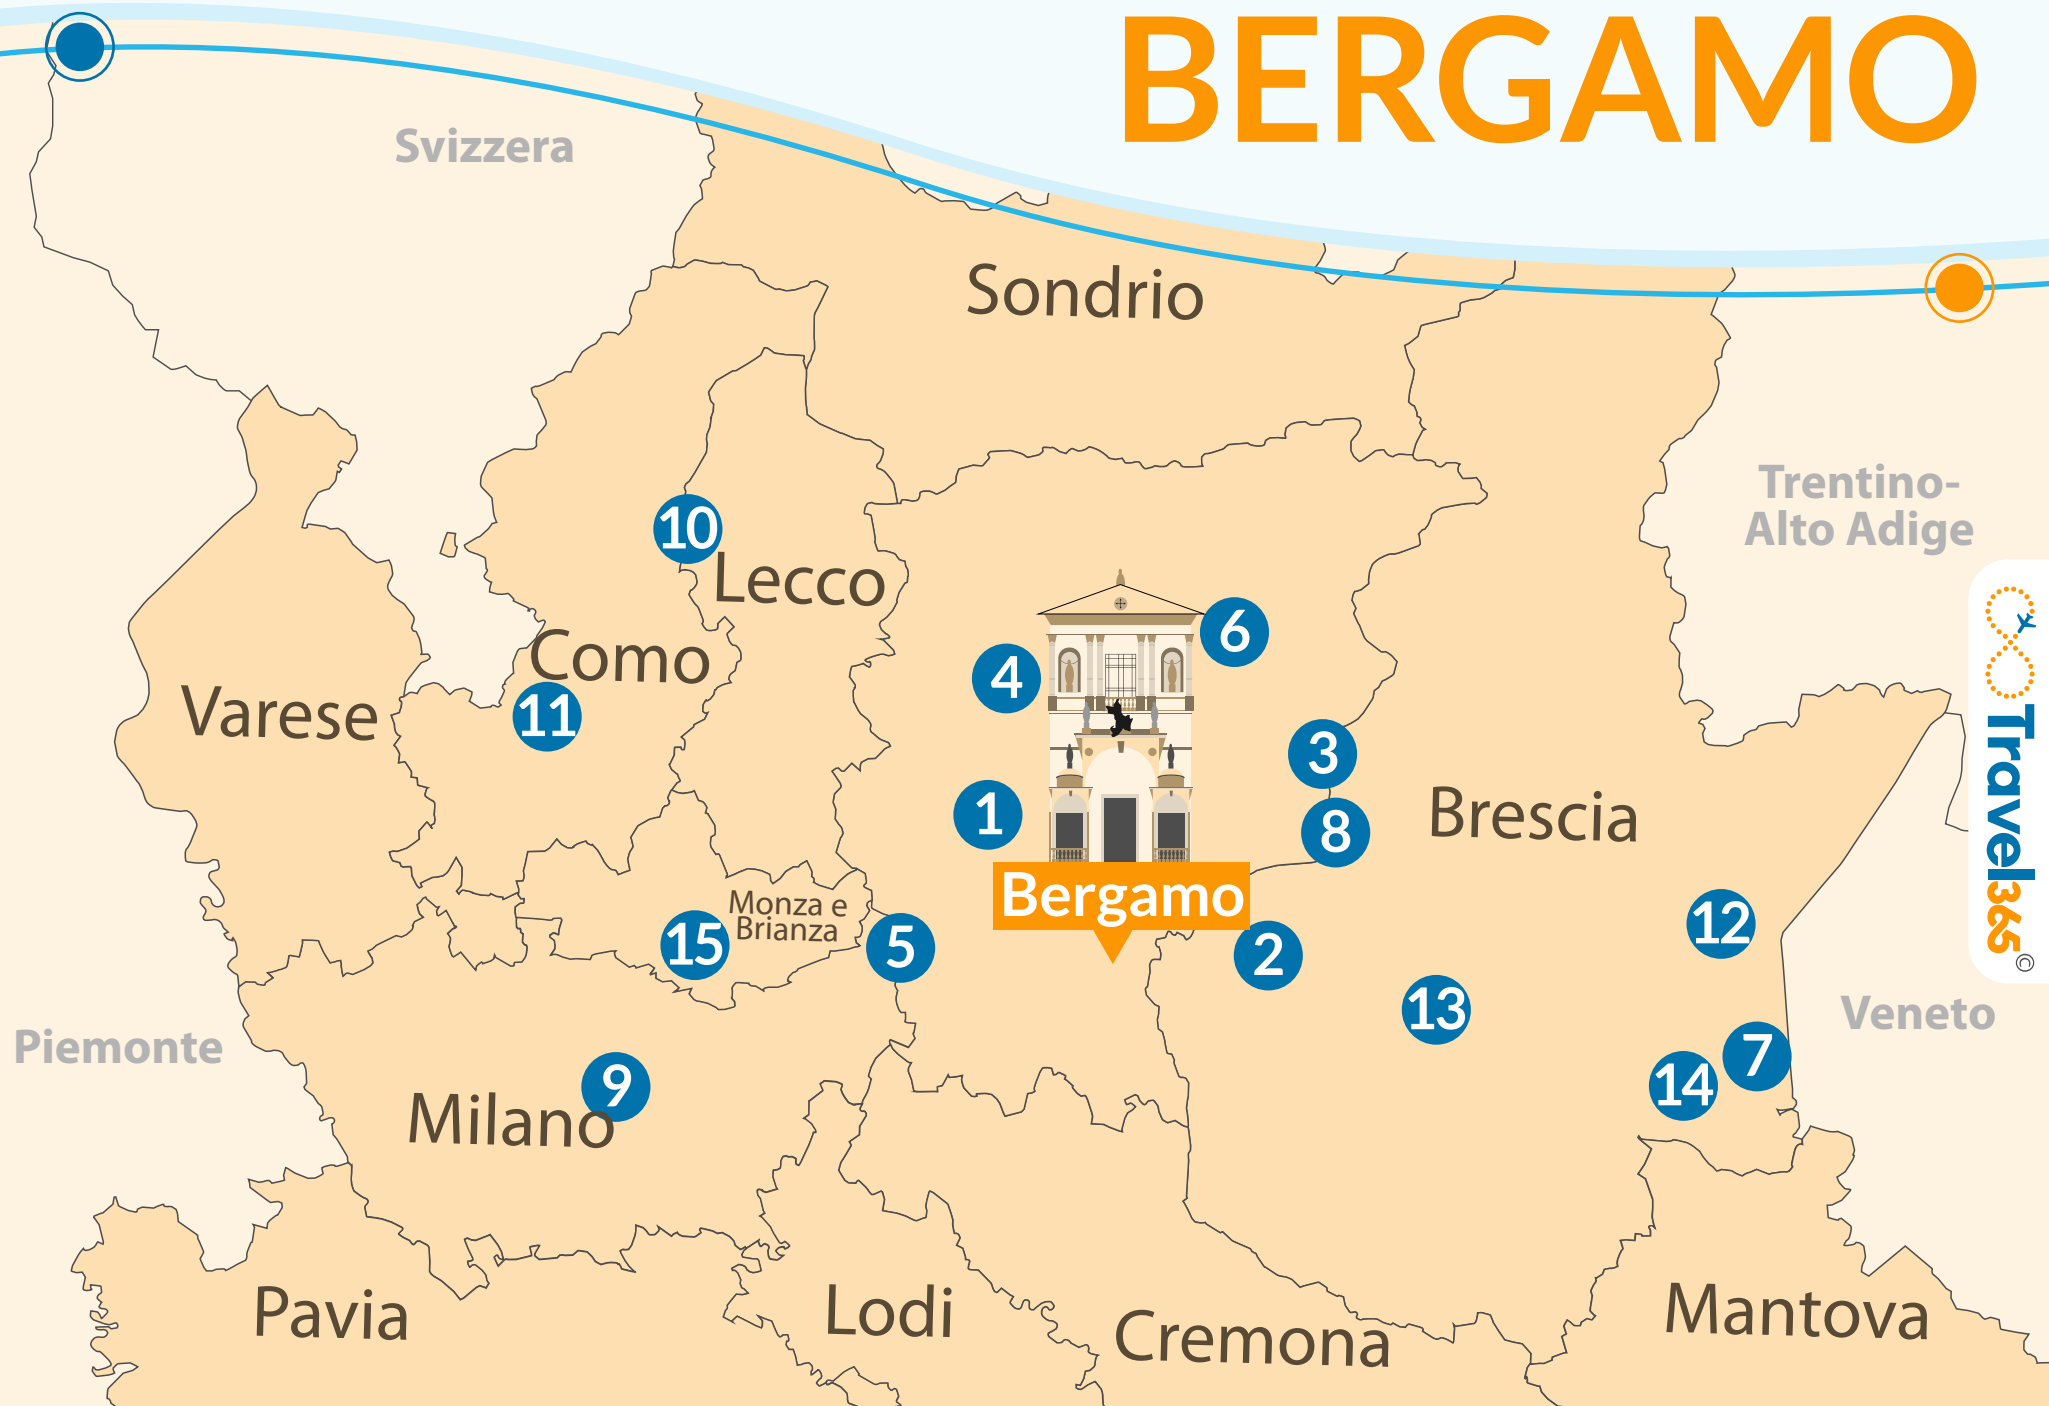 BERGAMO
Svizzera
Sondrio
Trentino-
Alto Adige
10
Lecco
6
Como
4
Varese
11
3
1
Brescia
8
Bergamo
Monza e
Brianza
15
5
2
12
13
Travel365©
Veneto
Piemonte
7
14
9
Milano
Pavia
Lodi
Cremona
Mantova